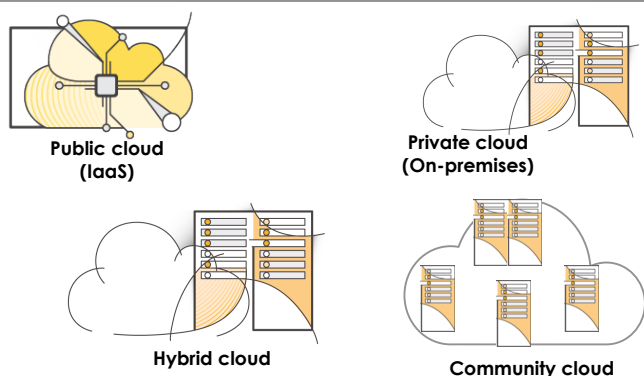 Public cloud
(IaaS)
Private cloud
(On-premises)
Hybrid cloud
Community cloud